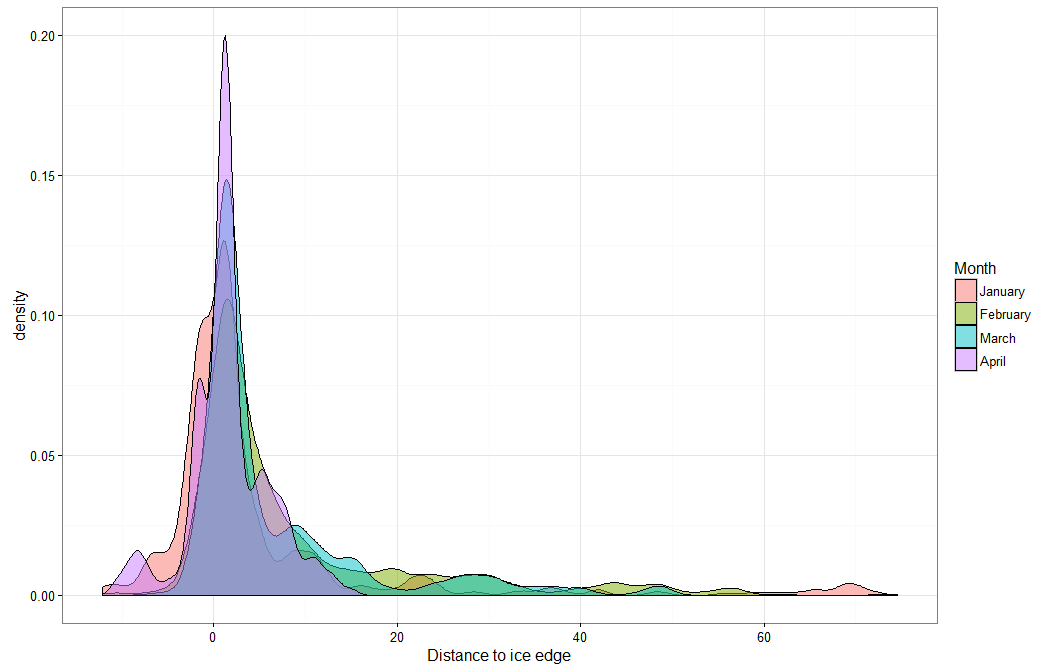 0.20
0.15
0.10
0.05
0.00
density
0
20
40
60
Distance to ice edge
Month
January
February
March
April